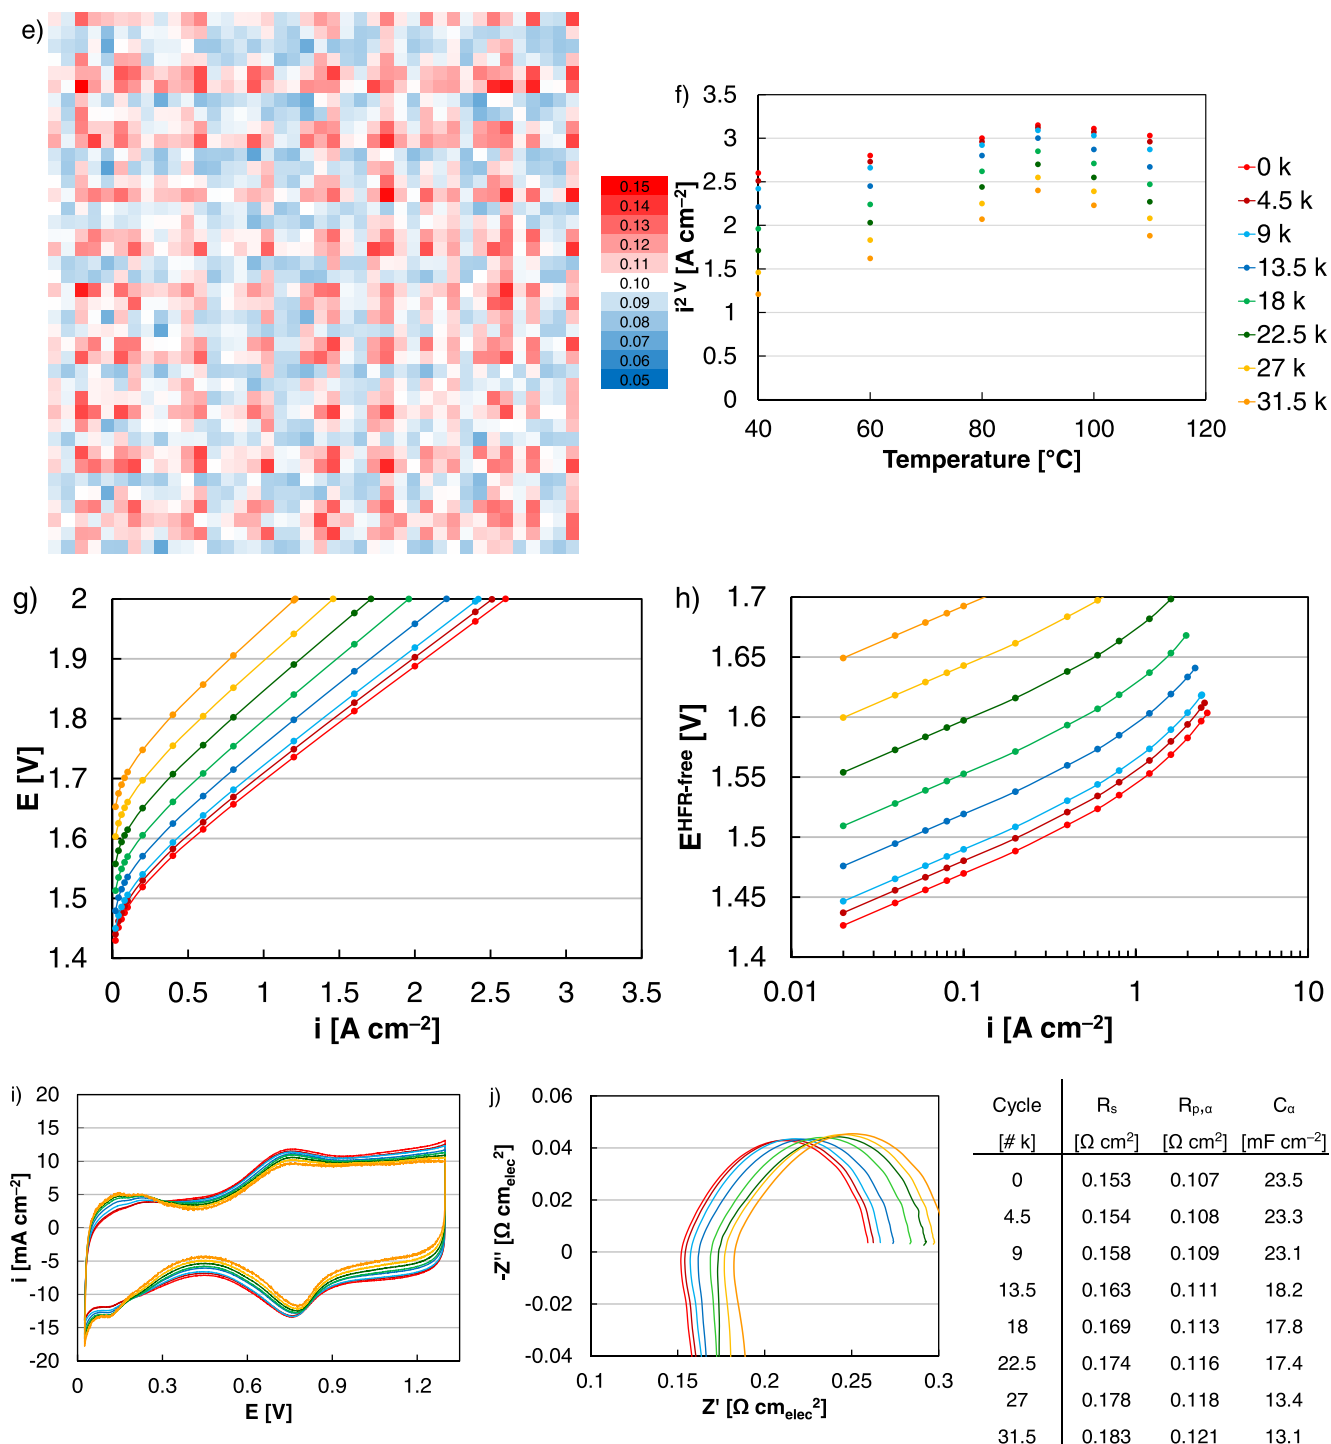 e)
0.15
0.14
0.13
0.12
0.11
0.10
0.09
0.08
0.07
0.06
0.05
f)
i²ⱽ [A cm⁻²]
3.5
3
2.5
2
1.5
1
0.5
0
40 60 80 100 120
Temperature [°C]
0 k
4.5 k
9 k
13.5 k
18 k
22.5 k
27 k
31.5 k
g)
E [V]
2
1.9
1.8
1.7
1.6
1.5
1.4
0 0.5 1 1.5 2 2.5 3 3.5
i [A cm⁻²]
h)
E^HFR-free [V]
1.7
1.65
1.6
1.55
1.5
1.45
1.4
0.01 0.1 1 10
i [A cm⁻²]
i)
i [mA cm⁻²]
20
15
10
5
0
-5
-10
-15
-20
0 0.3 0.6 0.9 1.2
E [V]
j)
-Z'' [Ω cm_elec²]
0.06
0.04
0.02
0
-0.02
-0.04
0.1 0.15 0.2 0.25 0.3
Z' [Ω cm_elec²]
Cycle Rₛ Rₚ,α Cα
[# k] [Ω cm²] [Ω cm²] [mF cm⁻²]
0 0.153 0.107 23.5
4.5 0.154 0.108 23.3
9 0.158 0.109 23.1
13.5 0.163 0.111 18.2
18 0.169 0.113 17.8
22.5 0.174 0.116 17.4
27 0.178 0.118 13.4
31.5 0.183 0.121 13.1